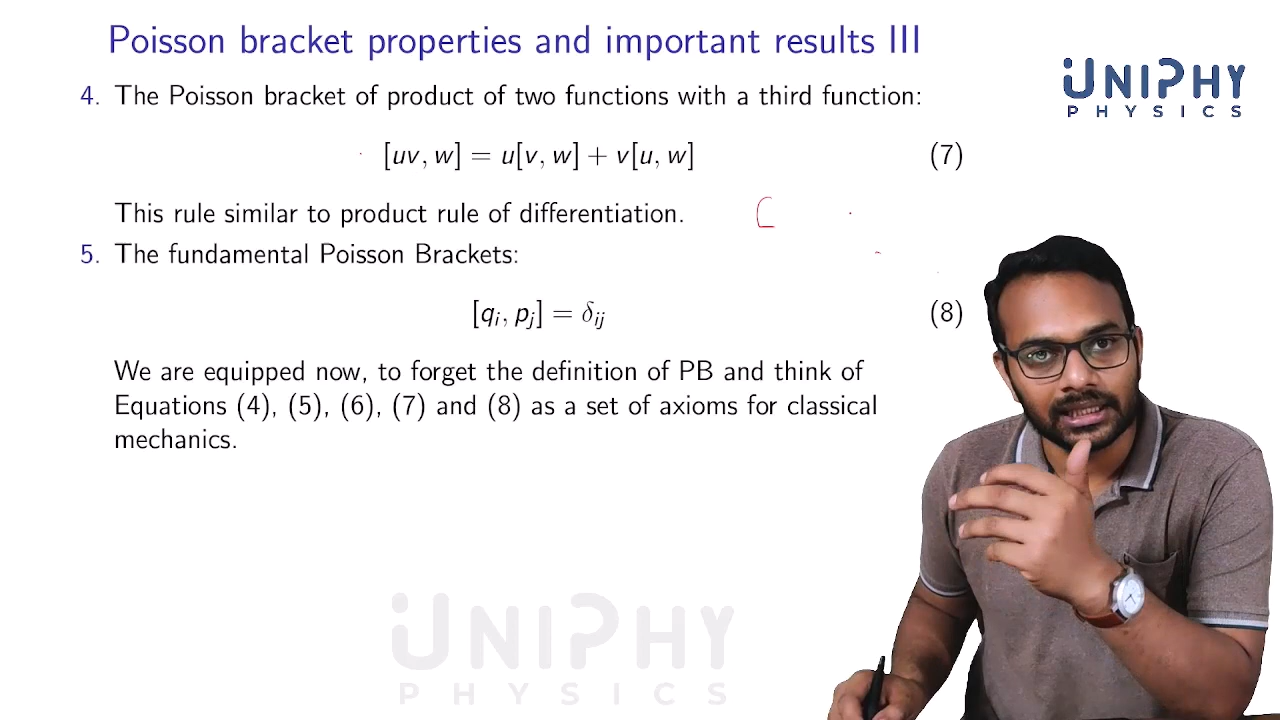 Poisson bracket properties and important results III
UNIPHY
PHYSICS
4. The Poisson bracket of product of two functions with a third function:
[uv, w] = u[v, w] + v[u, w] (7)
This rule similar to product rule of differentiation.
5. The fundamental Poisson Brackets:
[qᵢ, pⱼ] = δᵢⱼ (8)
We are equipped now, to forget the definition of PB and think of
Equations (4), (5), (6), (7) and (8) as a set of axioms for classical
mechanics.
UNIPHY
PHYSICS